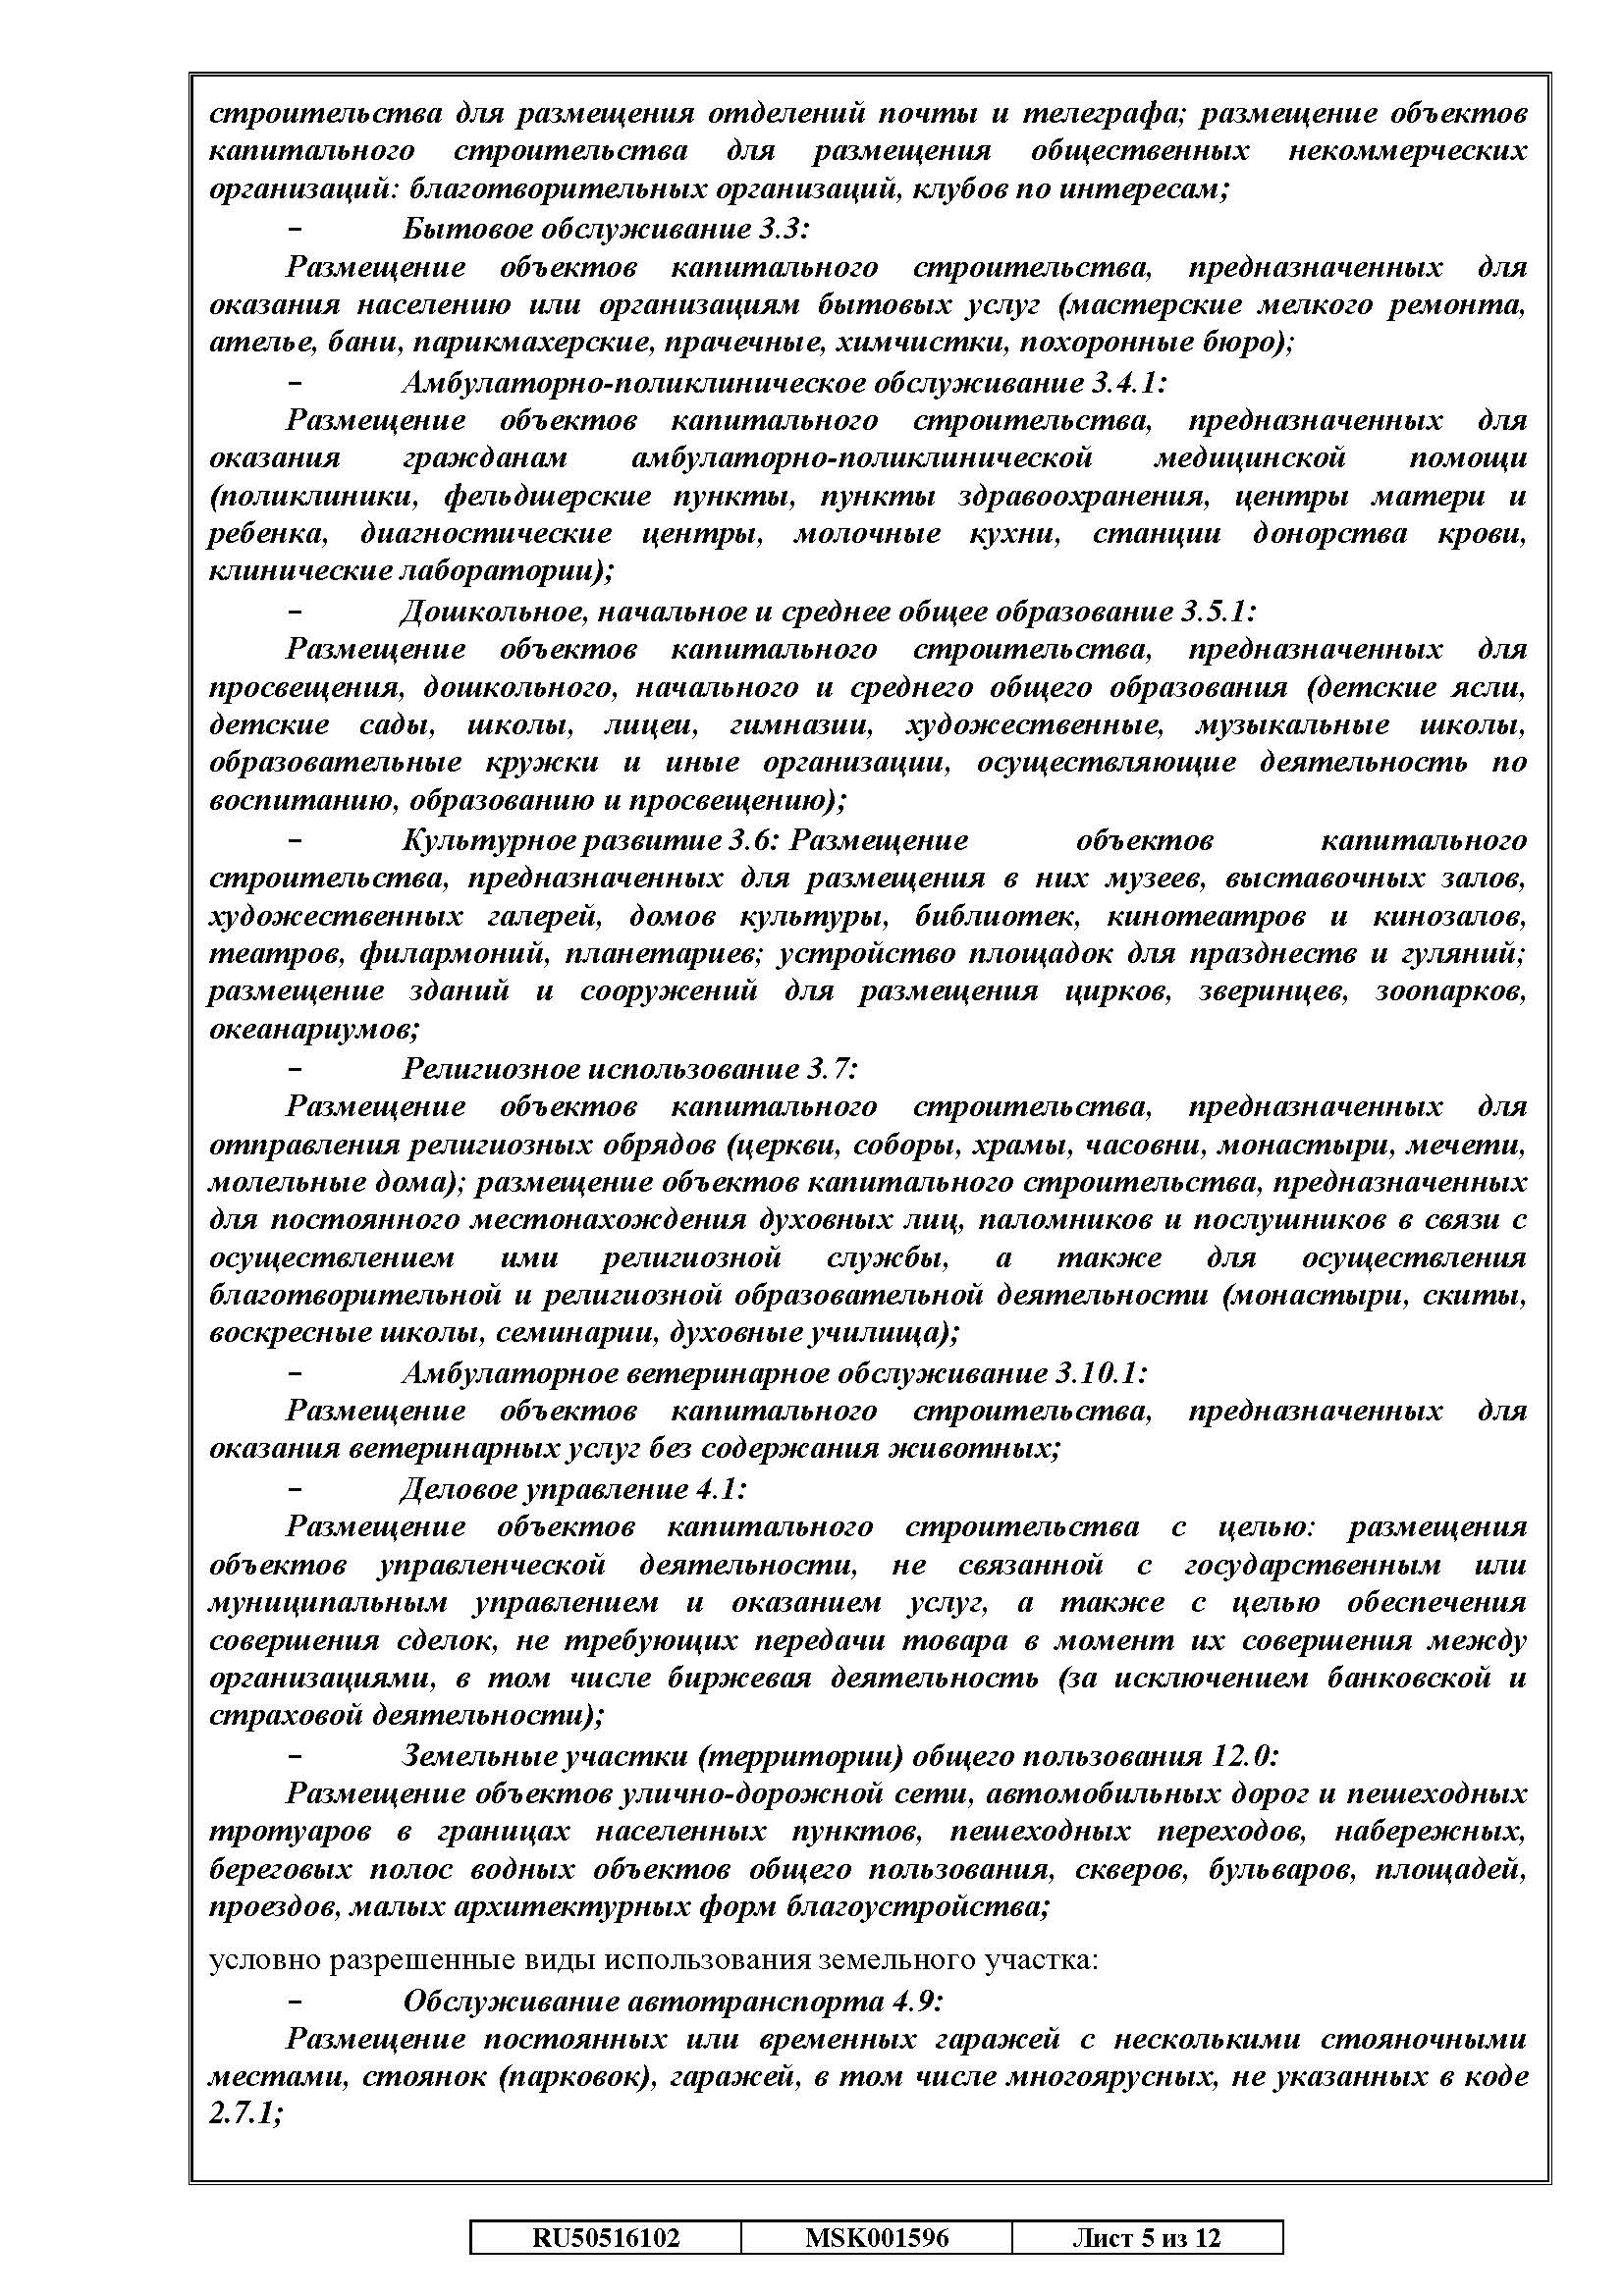 строительства для размещения отделений почты и телеграфа; размещение объектов
капитального строительства для размещения общественных некоммерческих
организаций: благотворительных организаций, клубов по интересам;
− Бытовое обслуживание 3.3:
Размещение объектов капитального строительства, предназначенных для
оказания населению или организациям бытовых услуг (мастерские мелкого ремонта,
ателье, бани, парикмахерские, прачечные, химчистки, похоронные бюро);
− Амбулаторно-поликлиническое обслуживание 3.4.1:
Размещение объектов капитального строительства, предназначенных для
оказания гражданам амбулаторно-поликлинической медицинской помощи
(поликлиники, фельдшерские пункты, пункты здравоохранения, центры матери и
ребенка, диагностические центры, молочные кухни, станции донорства крови,
клинические лаборатории);
− Дошкольное, начальное и среднее общее образование 3.5.1:
Размещение объектов капитального строительства, предназначенных для
просвещения, дошкольного, начального и среднего общего образования (детские ясли,
детские сады, школы, лицеи, гимназии, художественные, музыкальные школы,
образовательные кружки и иные организации, осуществляющие деятельность по
воспитанию, образованию и просвещению);
− Культурное развитие 3.6: Размещение объектов капитального
строительства, предназначенных для размещения в них музеев, выставочных залов,
художественных галерей, домов культуры, библиотек, кинотеатров и кинозалов,
театров, филармоний, планетариев; устройство площадок для празднеств и гуляний;
размещение зданий и сооружений для размещения цирков, зверинцев, зоопарков,
океанариумов;
− Религиозное использование 3.7:
Размещение объектов капитального строительства, предназначенных для
отправления религиозных обрядов (церкви, соборы, храмы, часовни, монастыри, мечети,
молельные дома); размещение объектов капитального строительства, предназначенных
для постоянного местонахождения духовных лиц, паломников и послушников в связи с
осуществлением ими религиозной службы, а также для осуществления
благотворительной и религиозной образовательной деятельности (монастыри, скиты,
воскресные школы, семинарии, духовные училища);
− Амбулаторное ветеринарное обслуживание 3.10.1:
Размещение объектов капитального строительства, предназначенных для
оказания ветеринарных услуг без содержания животных;
− Деловое управление 4.1:
Размещение объектов капитального строительства с целью: размещения
объектов управленческой деятельности, не связанной с государственным или
муниципальным управлением и оказанием услуг, а также с целью обеспечения
совершения сделок, не требующих передачи товара в момент их совершения между
организациями, в том числе биржевая деятельность (за исключением банковской и
страховой деятельности);
− Земельные участки (территории) общего пользования 12.0:
Размещение объектов улично-дорожной сети, автомобильных дорог и пешеходных
тротуаров в границах населенных пунктов, пешеходных переходов, набережных,
береговых полос водных объектов общего пользования, скверов, бульваров, площадей,
проездов, малых архитектурных форм благоустройства;
условно разрешенные виды использования земельного участка:
− Обслуживание автотранспорта 4.9:
Размещение постоянных или временных гаражей с несколькими стояночными
местами, стоянок (парковок), гаражей, в том числе многоярусных, не указанных в коде
2.7.1;
RU50516102 MSK001596 Лист 5 из 12